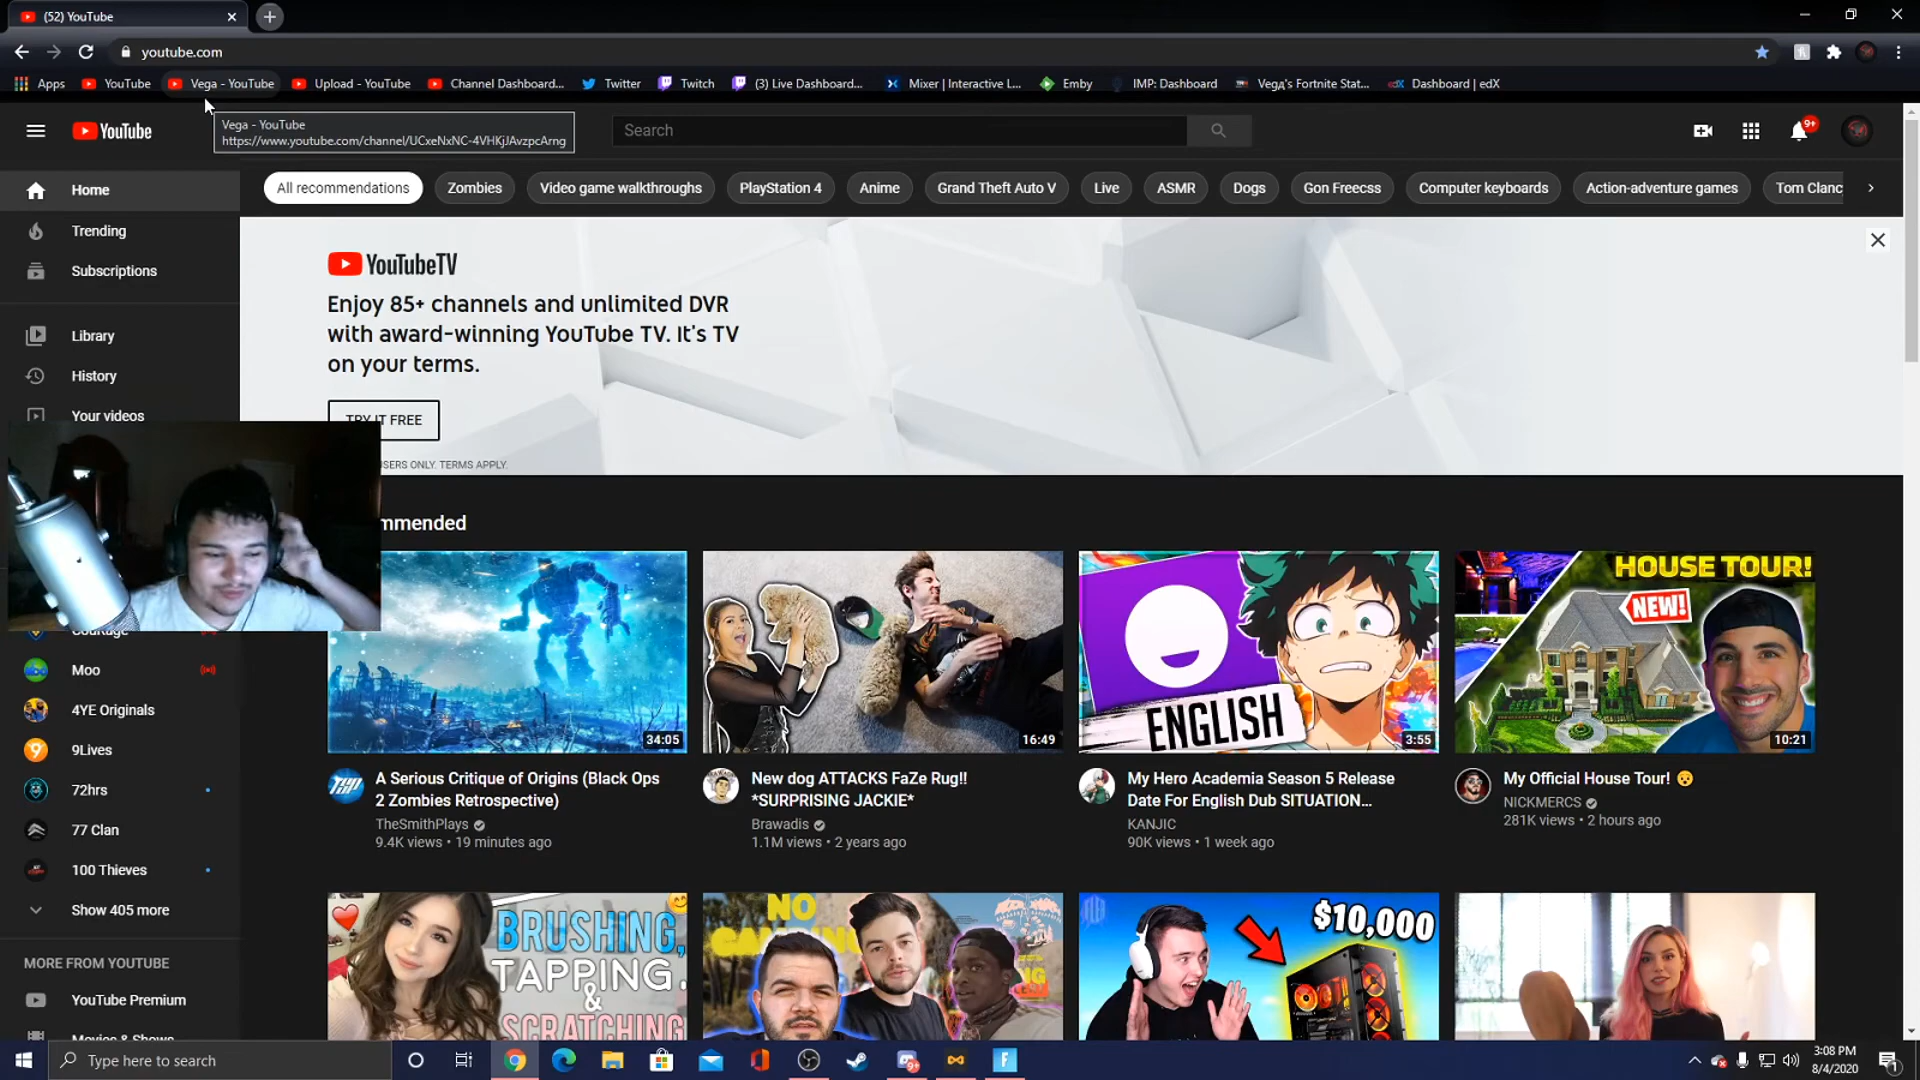 (52) YouTube
youtube.com
Apps YouTube Vega - YouTube Upload - YouTube Channel Dashboard... Twitter Twitch (3) Live Dashboard... Mixer | Interactive L... Emby IMP: Dashboard Vegд's Fortnite Stat... Dashboard | edX
Vega - YouTube
https://www.youtube.com/channel/UCxeNxNC-4VHKjJAvzpcArng
YouTube
Search
9+
Home
Trending
Subscriptions
Library
History
Your videos
CouRage
Moo
4YE Originals
9Lives
72hrs
77 Clan
100 Thieves
Show 405 more
MORE FROM YOUTUBE
YouTube Premium
Movies & Shows
All recommendations Zombies Video game walkthroughs PlayStation 4 Anime Grand Theft Auto V Live ASMR Dogs Gon Freecss Computer keyboards Action-adventure games Tom Clanc
YouTubeTV
Enjoy 85+ channels and unlimited DVR
with award-winning YouTube TV. It's TV
on your terms.
TRY IT FREE
USERS ONLY. TERMS APPLY.
mmended
34:05
A Serious Critique of Origins (Black Ops
2 Zombies Retrospective)
TheSmithPlays
9.4K views • 19 minutes ago
16:49
New dog ATTACKS FaZe Rug!!
*SURPRISING JACKIE*
Brawadis
1.1M views • 2 years ago
ENGLISH
3:55
My Hero Academia Season 5 Release
Date For English Dub SITUATION...
KANJIC
90K views • 1 week ago
HOUSE TOUR!
NEW!
10:21
My Official House Tour! 😧
NICKMERCS
281K views • 2 hours ago
BRUSHING,
TAPPING
&
SCRATCHING
NO
$10,000
Type here to search
3:08 PM
8/4/2020